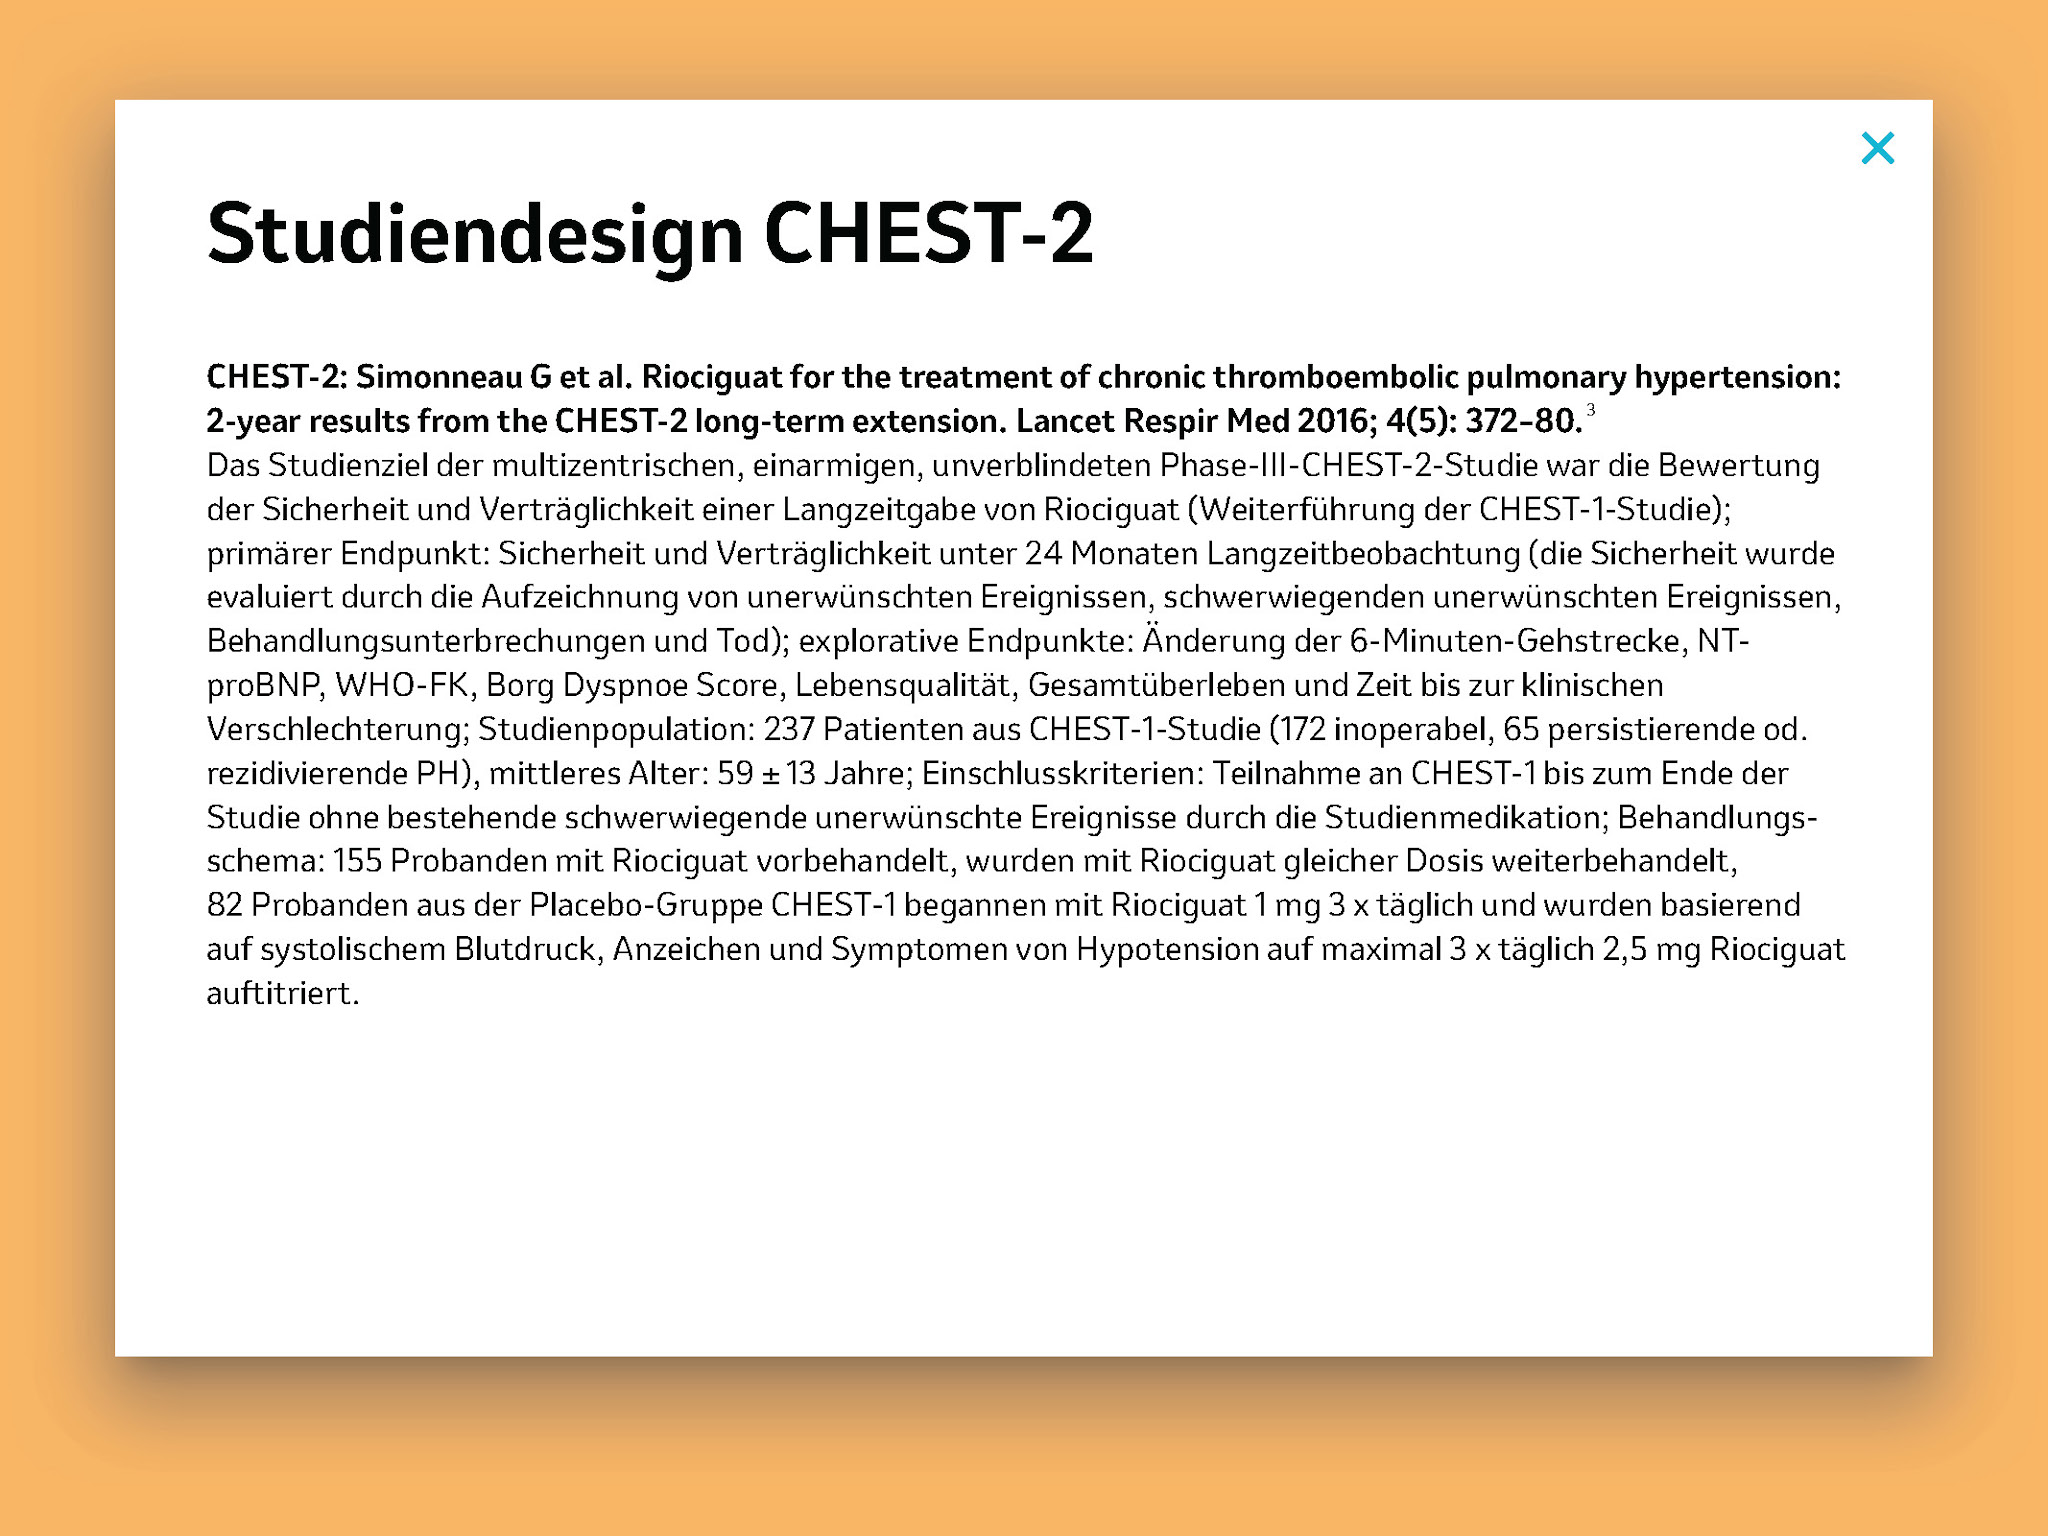 Studiendesign CHEST-2
CHEST-2: Simonneau G et al. Riociguat for the treatment of chronic thromboembolic pulmonary hypertension:
2-year results from the CHEST-2 long-term extension. Lancet Respir Med 2016; 4(5): 372–80.³
Das Studienziel der multizentrischen, einarmigen, unverblindeten Phase-III-CHEST-2-Studie war die Bewertung
der Sicherheit und Verträglichkeit einer Langzeitgabe von Riociguat (Weiterführung der CHEST-1-Studie);
primärer Endpunkt: Sicherheit und Verträglichkeit unter 24 Monaten Langzeitbeobachtung (die Sicherheit wurde
evaluiert durch die Aufzeichnung von unerwünschten Ereignissen, schwerwiegenden unerwünschten Ereignissen,
Behandlungsunterbrechungen und Tod); explorative Endpunkte: Änderung der 6-Minuten-Gehstrecke, NT-
proBNP, WHO-FK, Borg Dyspnoe Score, Lebensqualität, Gesamtüberleben und Zeit bis zur klinischen
Verschlechterung; Studienpopulation: 237 Patienten aus CHEST-1-Studie (172 inoperabel, 65 persistierende od.
rezidivierende PH), mittleres Alter: 59 ± 13 Jahre; Einschlusskriterien: Teilnahme an CHEST-1 bis zum Ende der
Studie ohne bestehende schwerwiegende unerwünschte Ereignisse durch die Studienmedikation; Behandlungs-
schema: 155 Probanden mit Riociguat vorbehandelt, wurden mit Riociguat gleicher Dosis weiterbehandelt,
82 Probanden aus der Placebo-Gruppe CHEST-1 begannen mit Riociguat 1 mg 3 x täglich und wurden basierend
auf systolischem Blutdruck, Anzeichen und Symptomen von Hypotension auf maximal 3 x täglich 2,5 mg Riociguat
auftitriert.